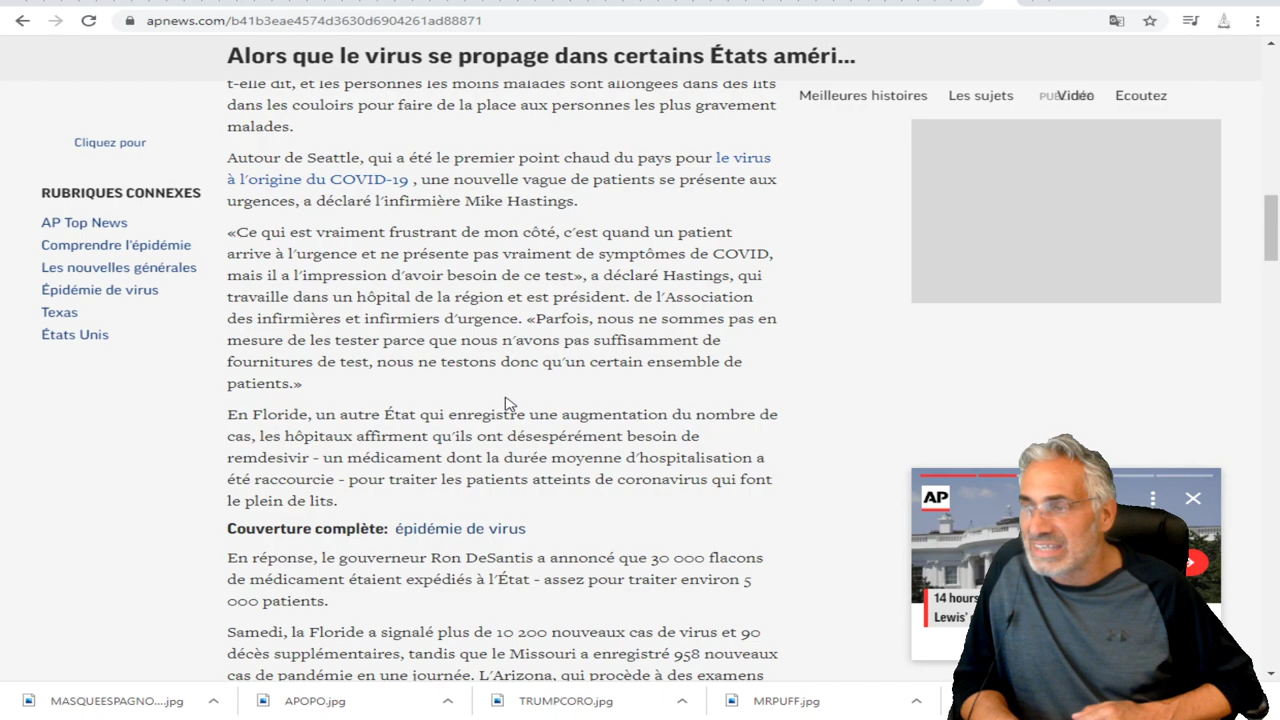 apnews.com/b41b3eae4574d3630d6904261ad88871
Alors que le virus se propage dans certains États améri...
t-elle dit, et les personnes les moins malades sont allongées dans des lits
dans les couloirs pour faire de la place aux personnes les plus gravement
malades.
Meilleures histoires
Les sujets
Vidéo
Ecoutez
Cliquez pour
RUBRIQUES CONNEXES
AP Top News
Comprendre l'épidémie
Les nouvelles générales
Épidémie de virus
Texas
États Unis
Autour de Seattle, qui a été le premier point chaud du pays pour le virus
à l'origine du COVID-19 , une nouvelle vague de patients se présente aux
urgences, a déclaré l'infirmière Mike Hastings.
«Ce qui est vraiment frustrant de mon côté, c'est quand un patient
arrive à l'urgence et ne présente pas vraiment de symptômes de COVID,
mais il a l'impression d'avoir besoin de ce test», a déclaré Hastings, qui
travaille dans un hôpital de la région et est président. de l'Association
des infirmières et infirmiers d'urgence. «Parfois, nous ne sommes pas en
mesure de les tester parce que nous n'avons pas suffisamment de
fournitures de test, nous ne testons donc qu'un certain ensemble de
patients.»
En Floride, un autre État qui enregistre une augmentation du nombre de
cas, les hôpitaux affirment qu'ils ont désespérément besoin de
remdesivir - un médicament dont la durée moyenne d'hospitalisation a
été raccourcie - pour traiter les patients atteints de coronavirus qui font
le plein de lits.
Couverture complète: épidémie de virus
En réponse, le gouverneur Ron DeSantis a annoncé que 30 000 flacons
de médicament étaient expédiés à l'État - assez pour traiter environ 5
000 patients.
Samedi, la Floride a signalé plus de 10 200 nouveaux cas de virus et 90
décès supplémentaires, tandis que le Missouri a enregistré 958 nouveaux
cas de pandémie en une journée. L'Arizona, qui procède à des examens
AP
14 hours
Lewis'
MASQUEESPAGNO....jpg
APOPO.jpg
TRUMPCORO.jpg
MRPUFF.jpg